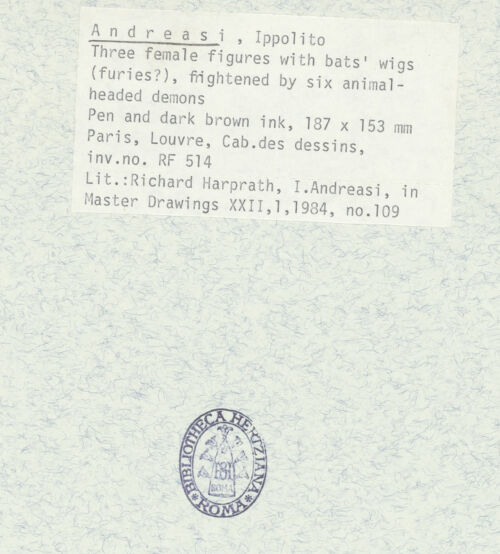 Andreasi, Ippolito
Three female figures with bats' wigs
(furies?), frightened by six animal-
headed demons
Pen and dark brown ink, 187 x 153 mm
Paris, Louvre, Cab.des dessins,
inv.no. RF 514
Lit.:Richard Harprath, I.Andreasi, in
Master Drawings XXII,1,1984, no.109
BIBLIOTHECA HERTZIANA
ROMA
*ROMA*